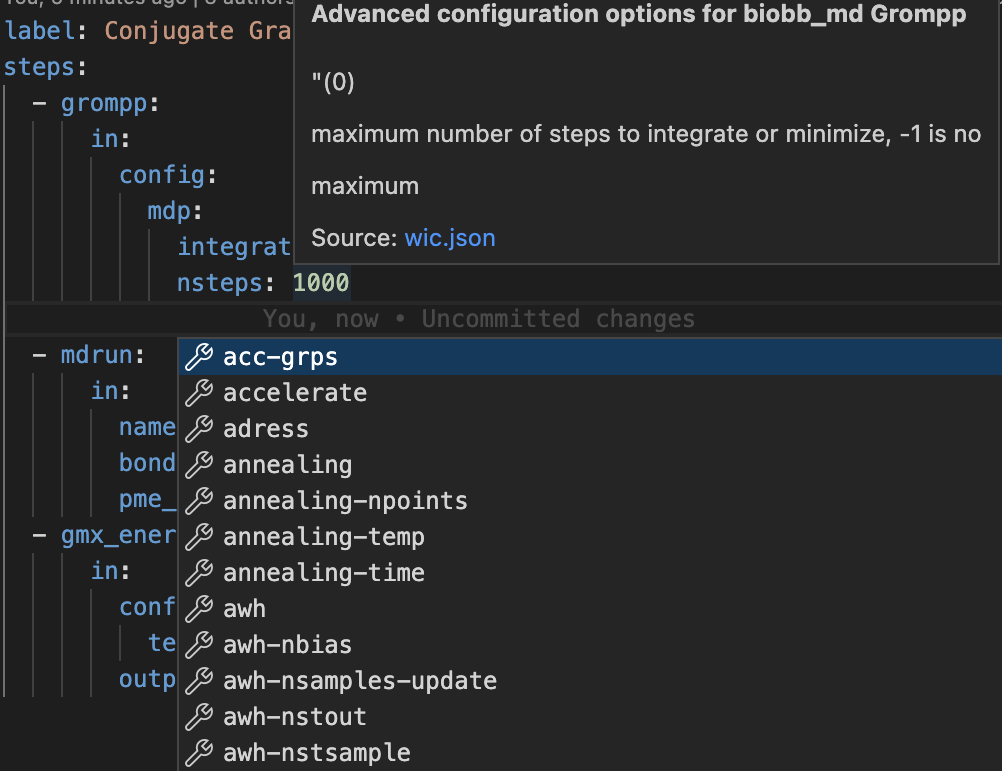 You, 6 minutes ago | 3 authors
label: Conjugate Gra
steps:
- grompp:
in:
config:
mdp:
integrat
nsteps: 1000
Advanced configuration options for biobb_md Grompp
"(0)
maximum number of steps to integrate or minimize, -1 is no
maximum
Source: wic.json
You, now • Uncommitted changes
- mdrun:
in:
name
bond
pme_
- gmx_ener
in:
conf
te
outp
acc-grps
accelerate
adress
annealing
annealing-npoints
annealing-temp
annealing-time
awh
awh-nbias
awh-nsamples-update
awh-nstout
awh-nstsample